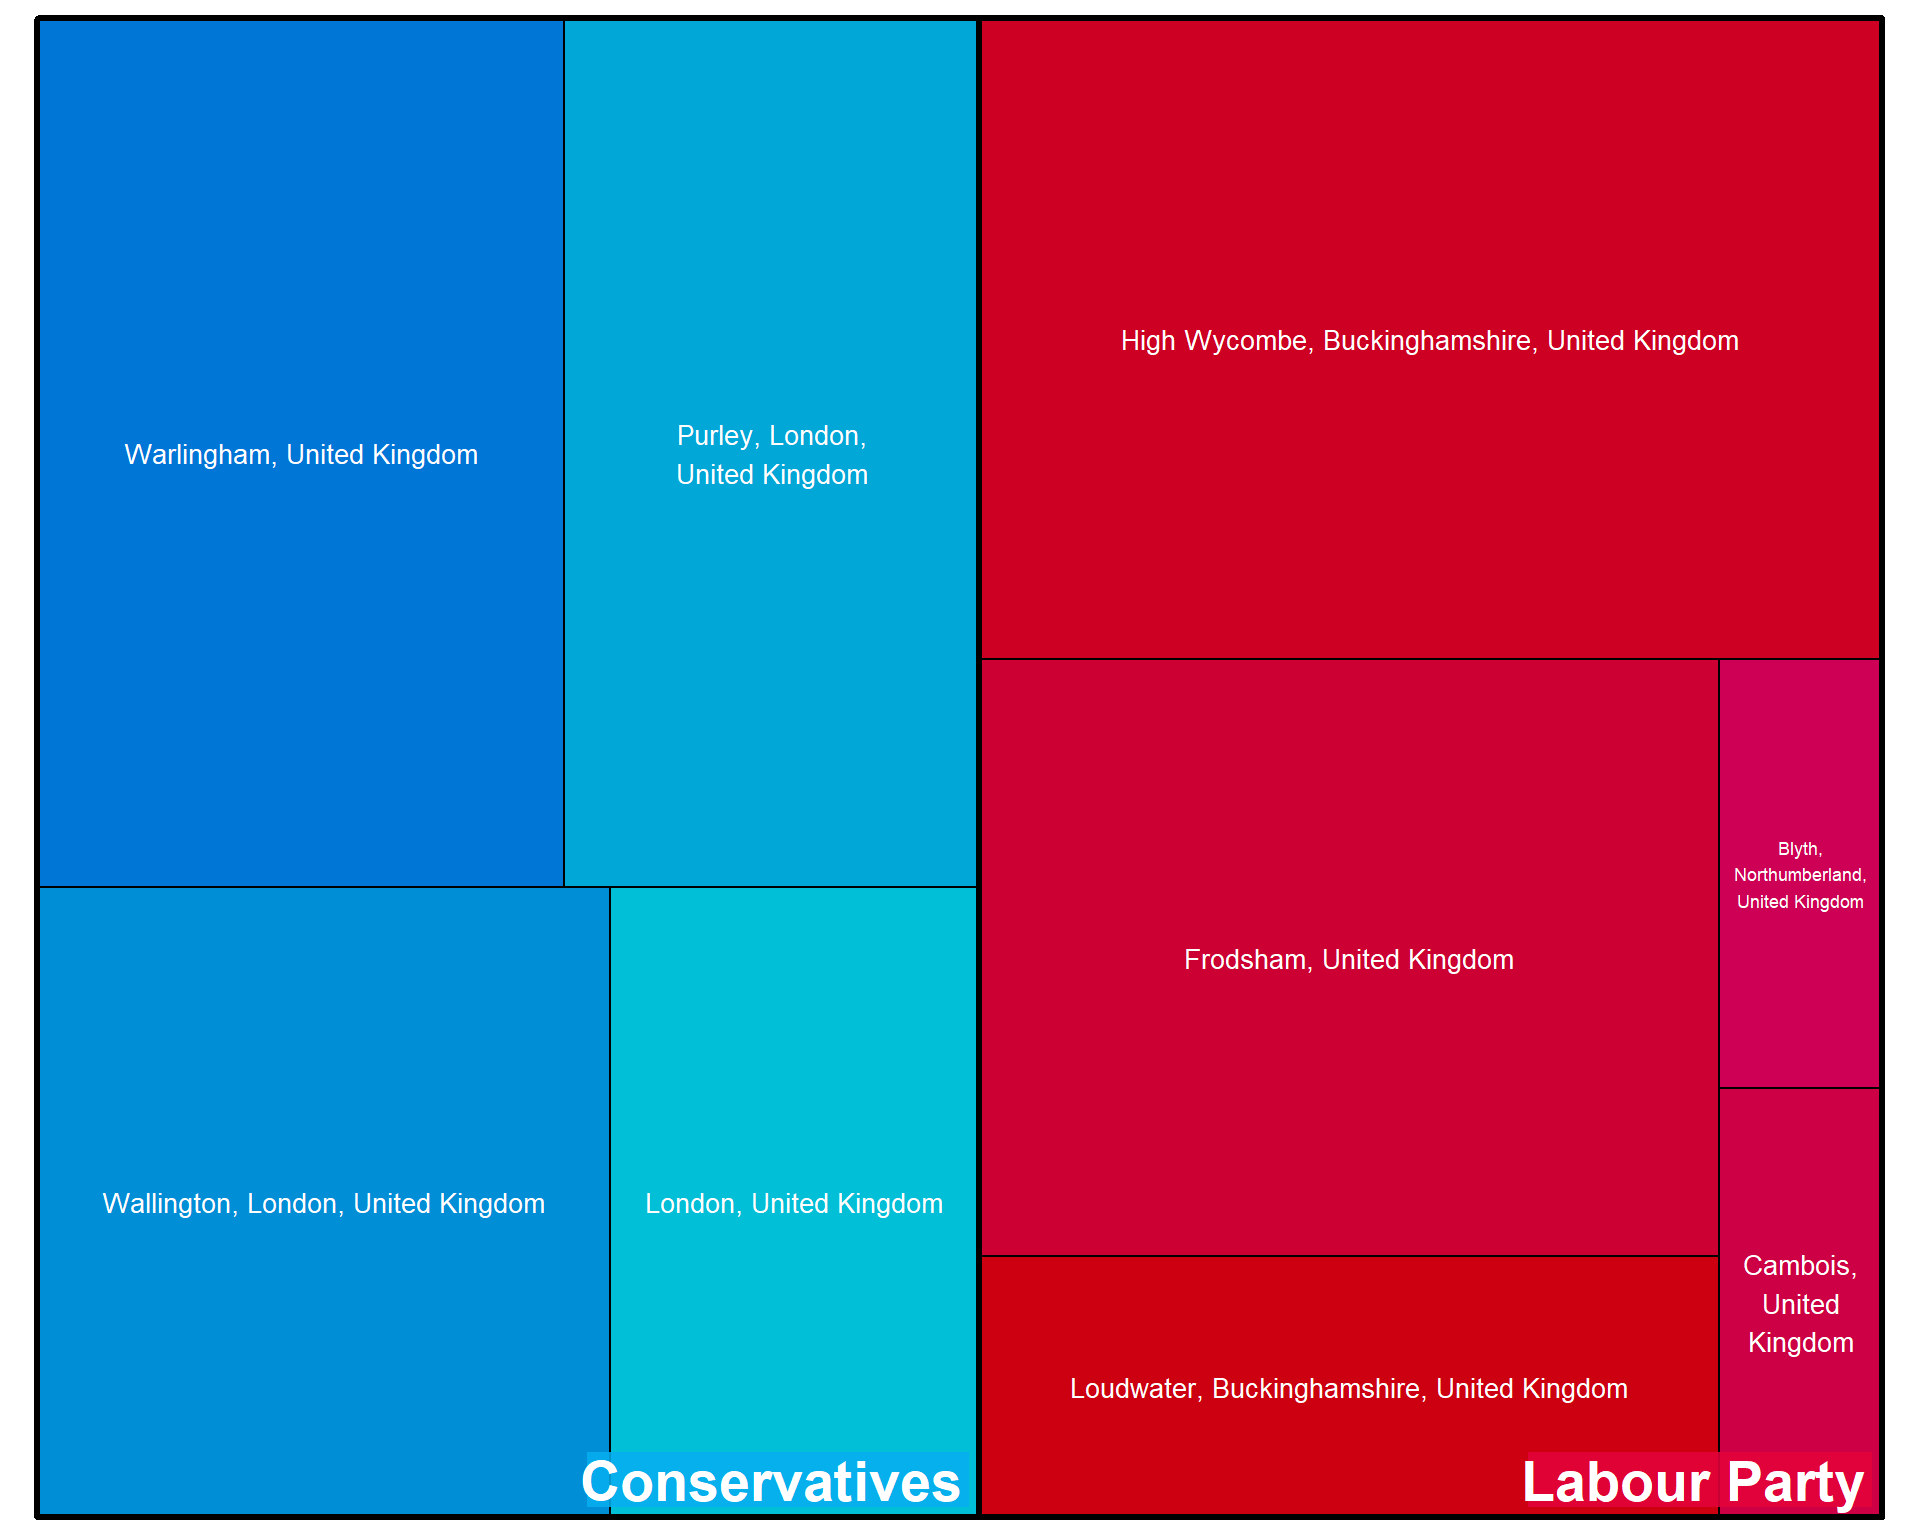 Warlingham, United Kingdom
Purley, London,
United Kingdom
Wallington, London, United Kingdom
London, United Kingdom
Conservatives
High Wycombe, Buckinghamshire, United Kingdom
Frodsham, United Kingdom
Blyth,
Northumberland,
United Kingdom
Cambois,
United
Kingdom
Loudwater, Buckinghamshire, United Kingdom
Labour Party